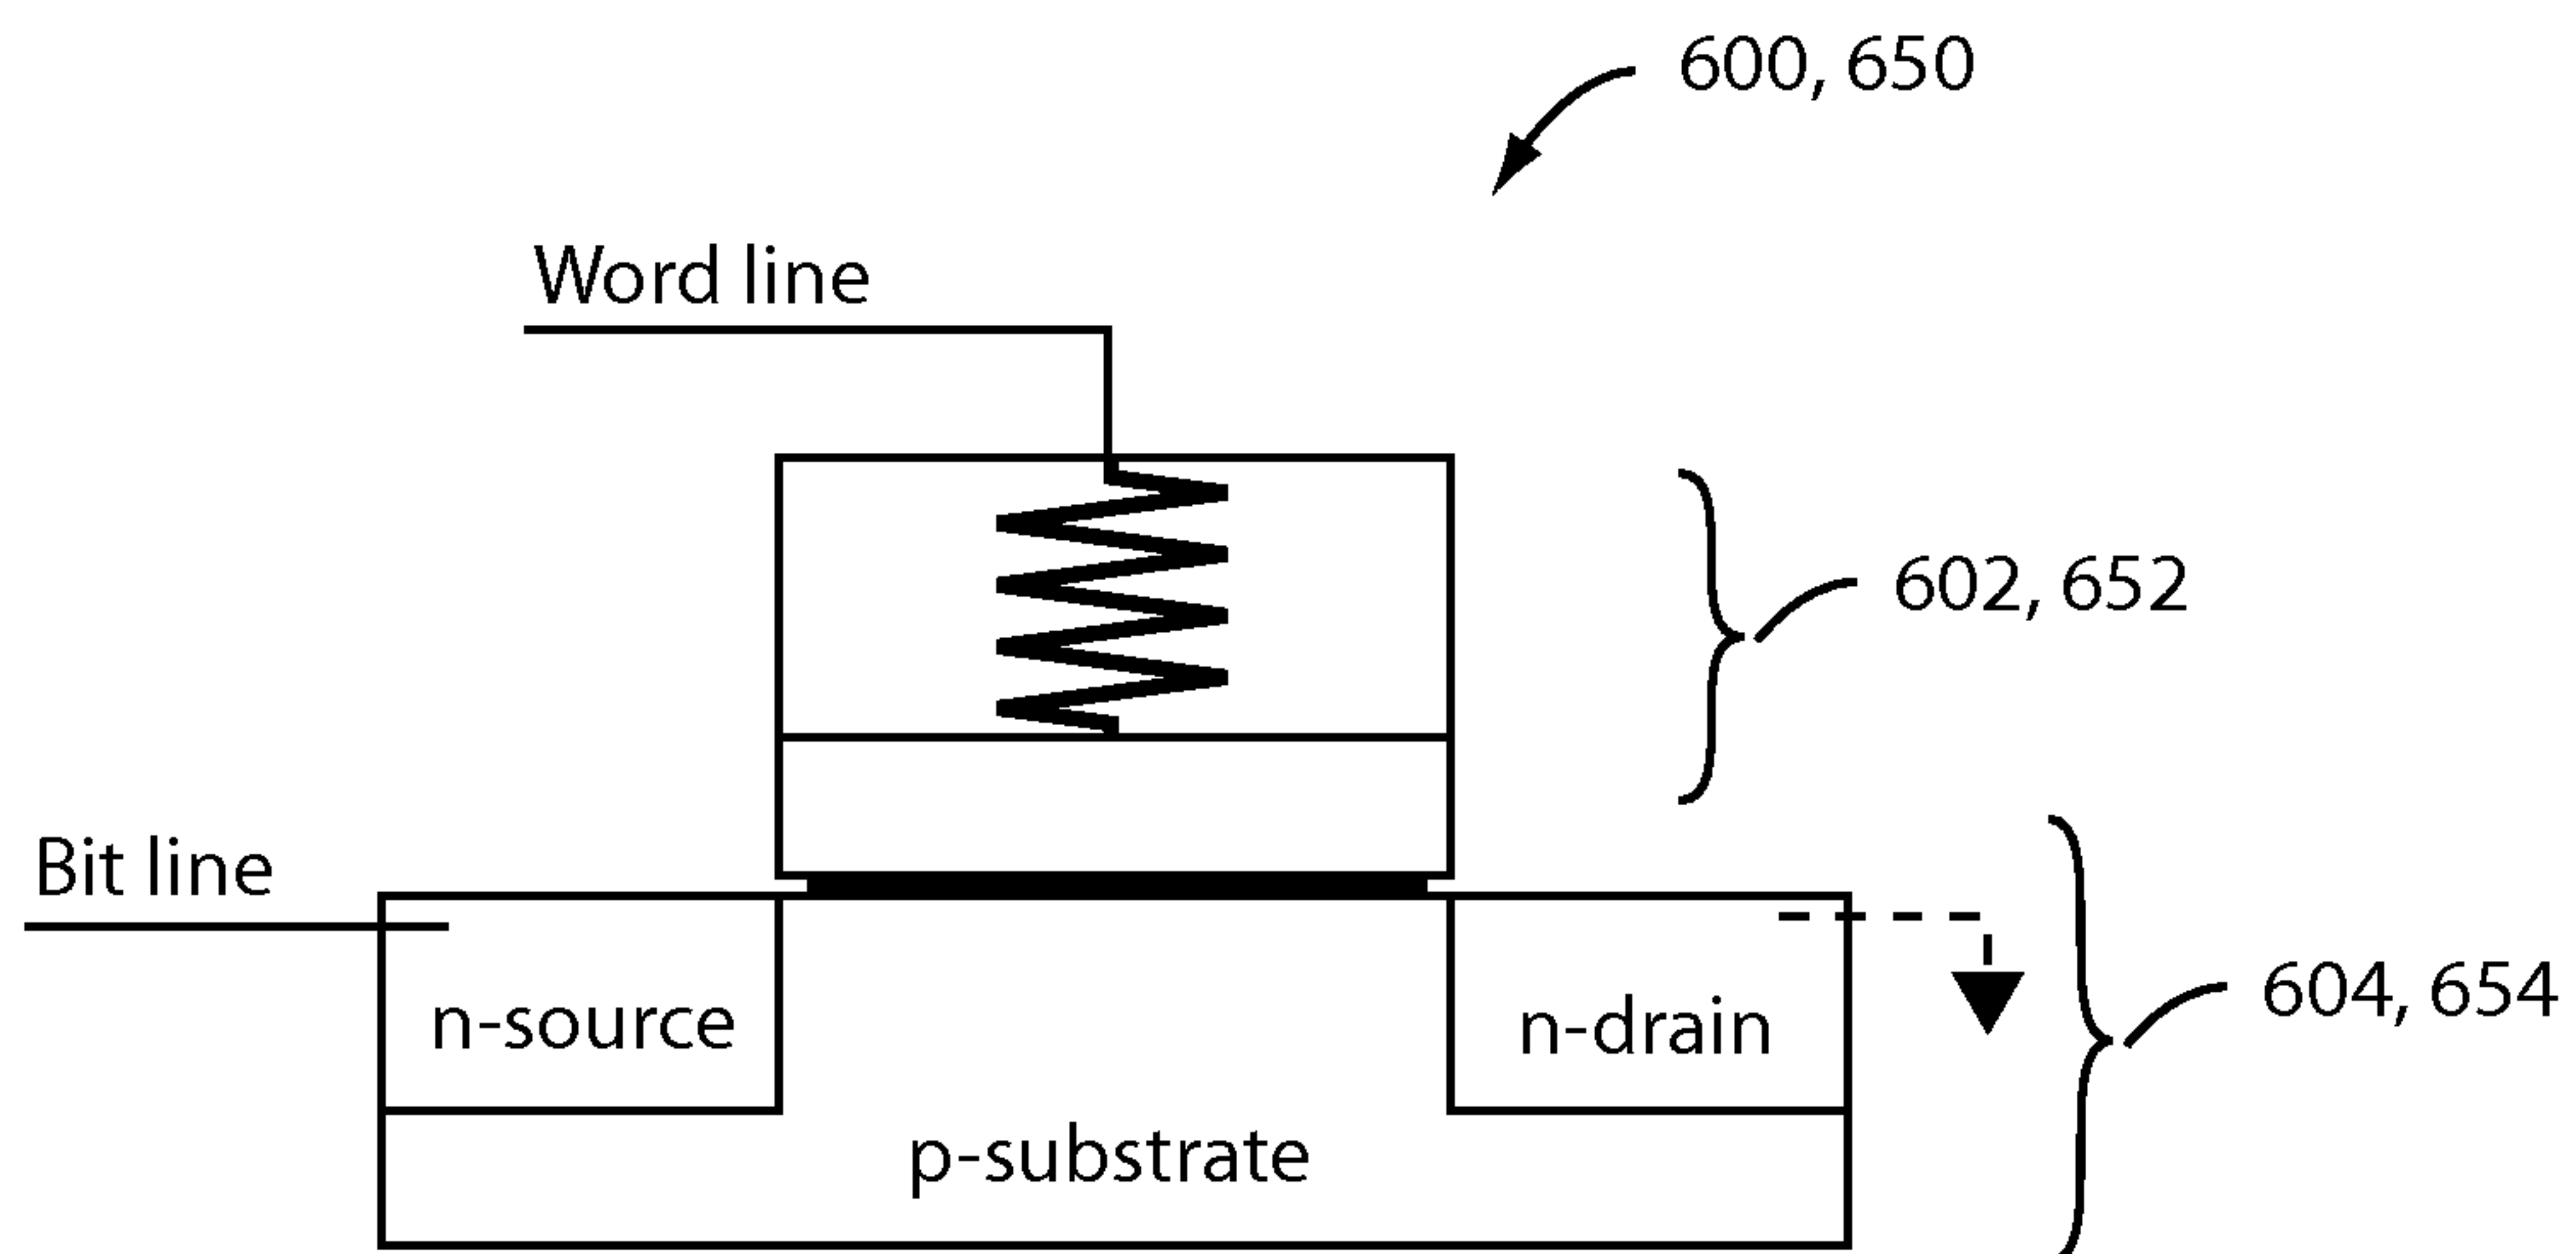 600, 650
Word line
602, 652
Bit line
604, 654
n-source
n-drain
p-substrate